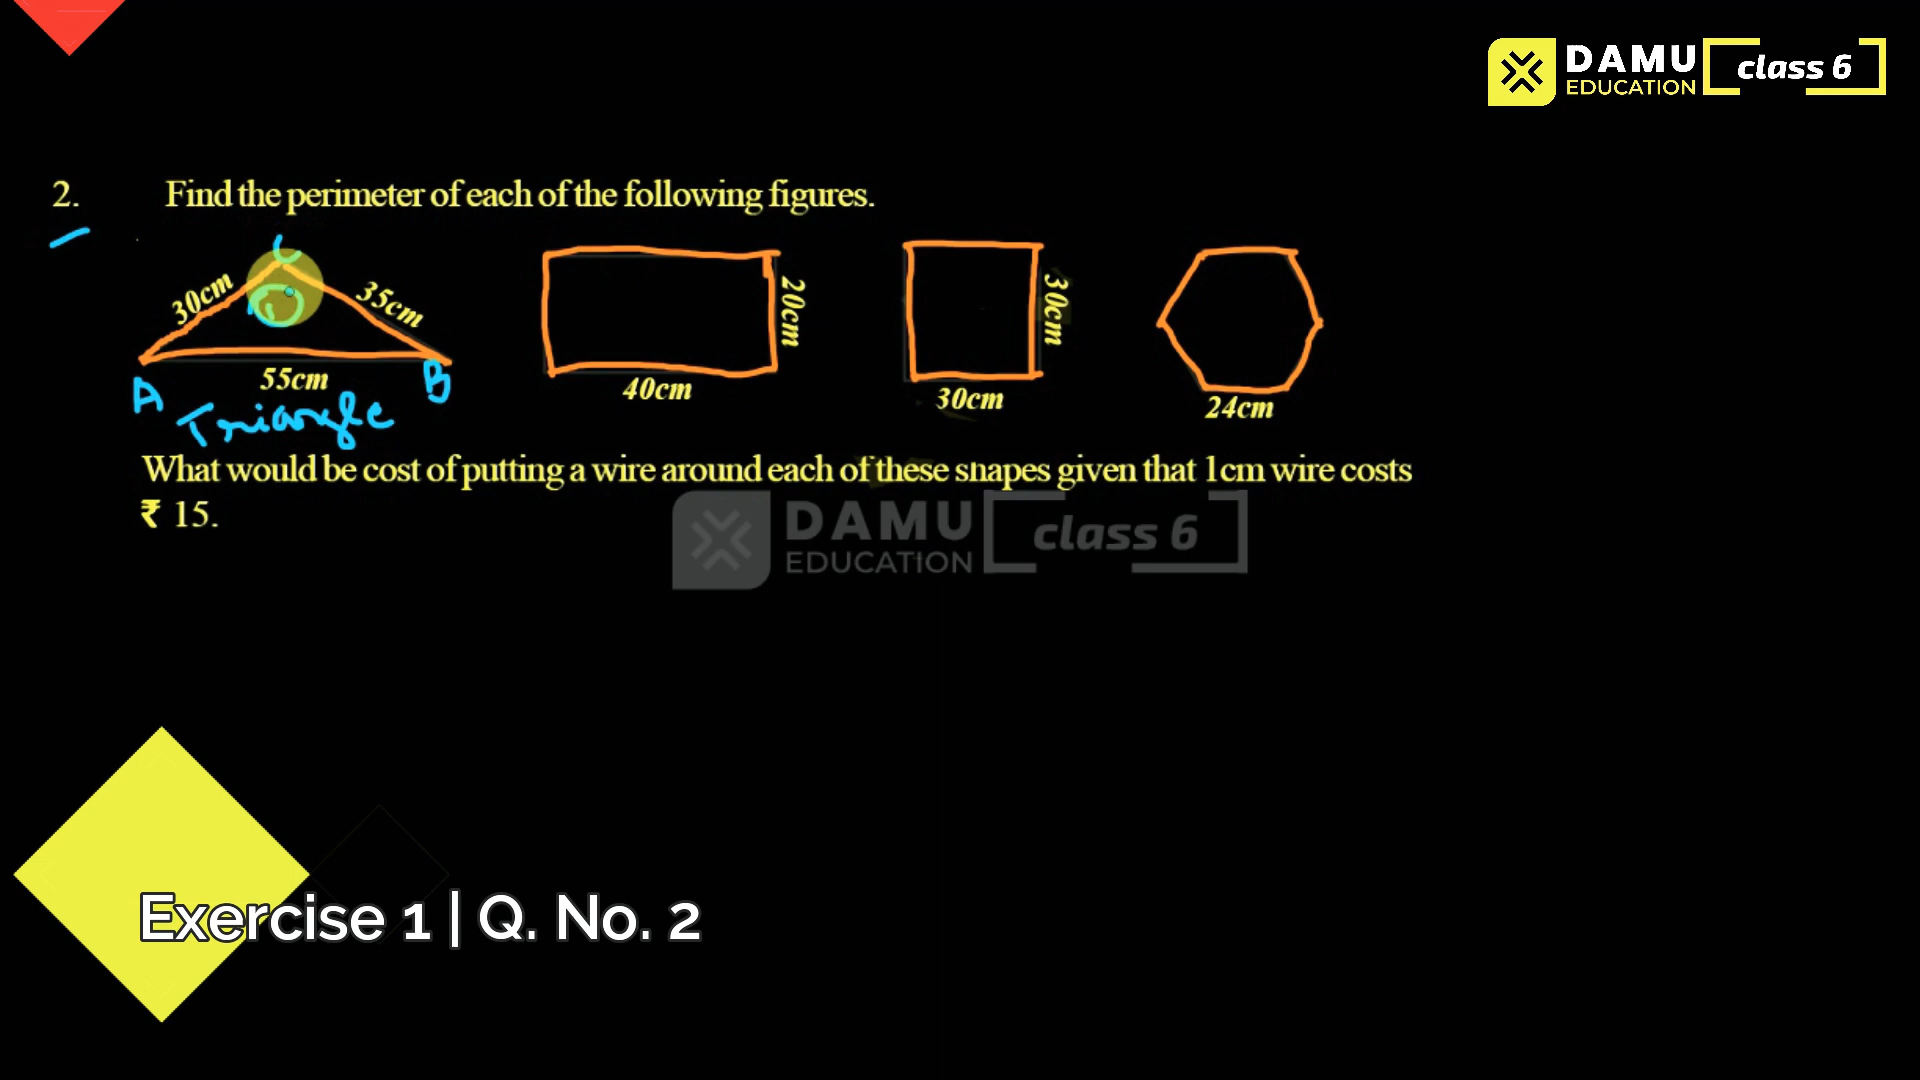 DAMU
EDUCATION
class 6
2. Find the perimeter of each of the following figures.
C
30cm
35cm
20cm
30cm
55cm
40cm
30cm
24cm
A
B
Triangle
What would be cost of putting a wire around each of these snapes given that 1cm wire costs
₹ 15.
DAMU
EDUCATION
class 6
Exercise 1 | Q. No. 2